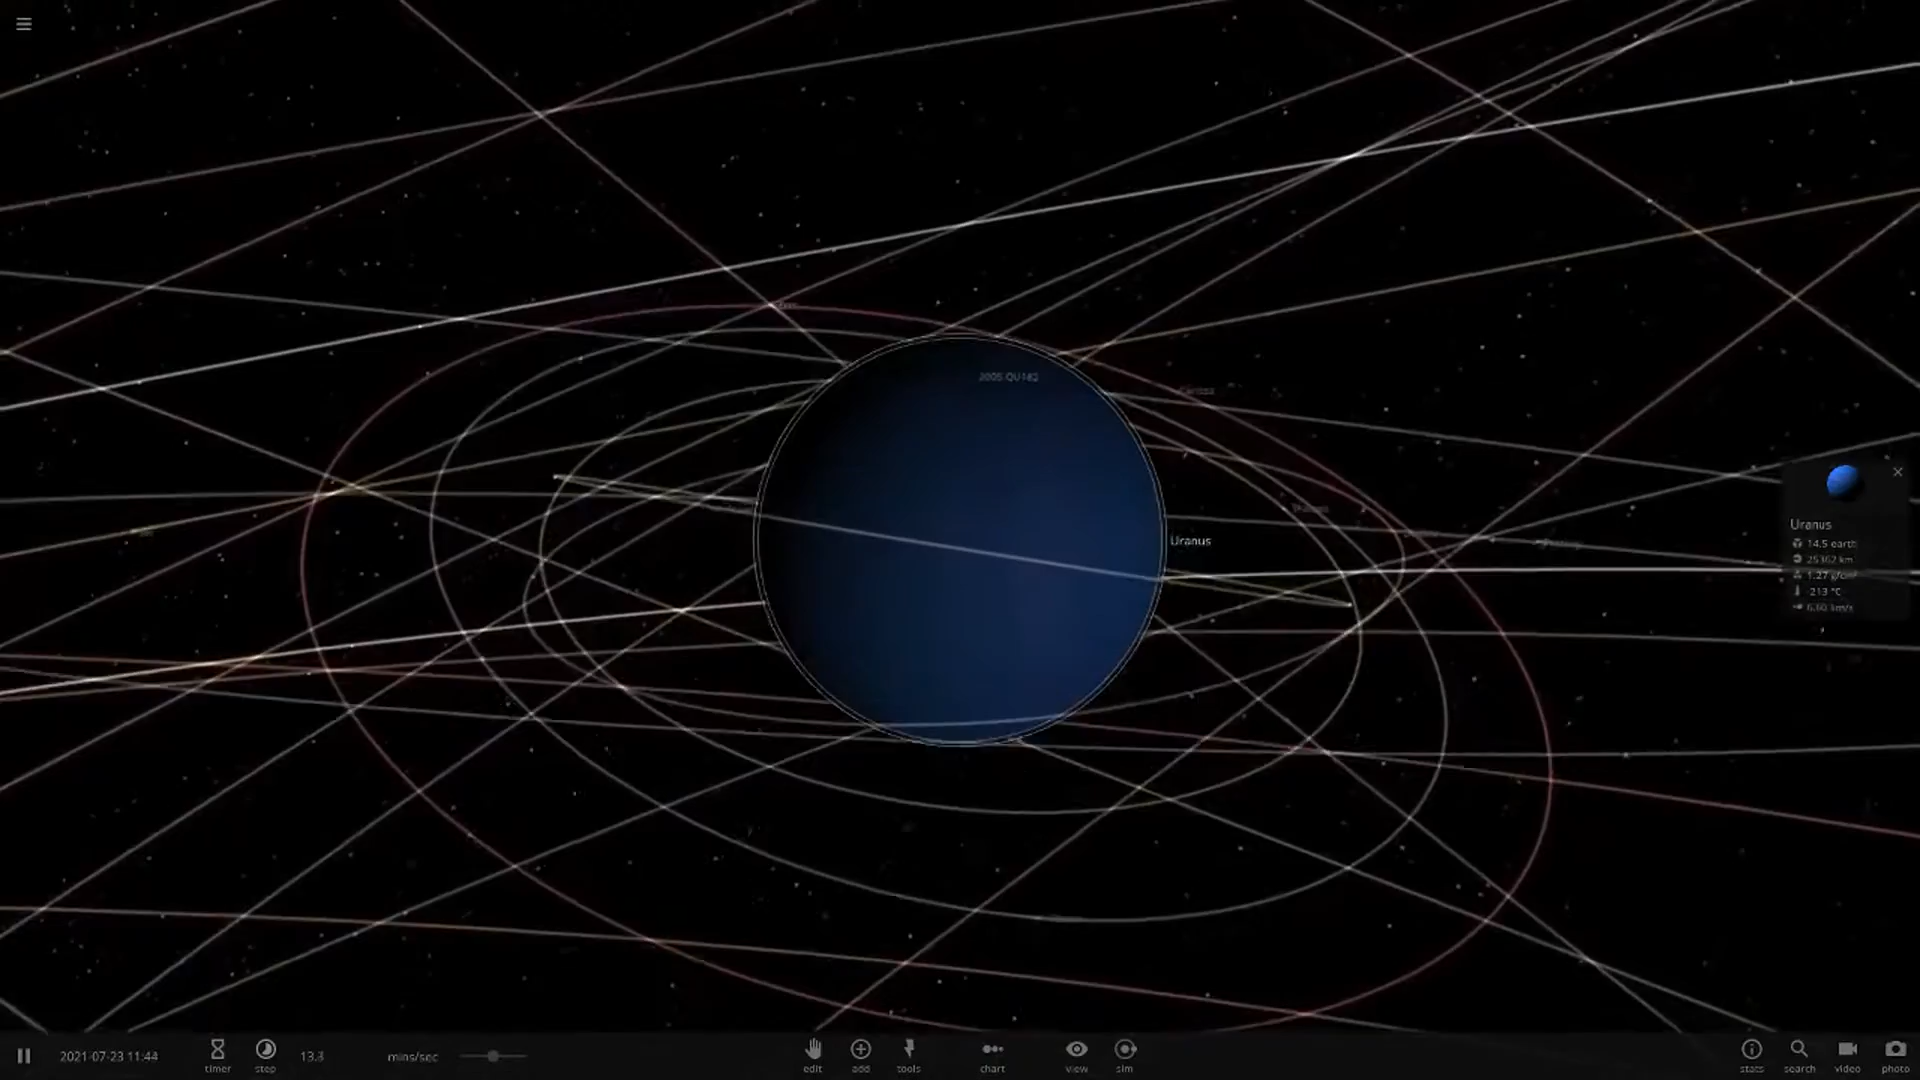 2005 QU182
Uranus
Uranus
14.5 earth
25362 km
1.27 g/cm³
-213 °C
6.60 km/s
2021-07-23 11:44
timer
step
13.3
mins/sec
edit
add
tools
chart
view
sim
stats
search
video
photo